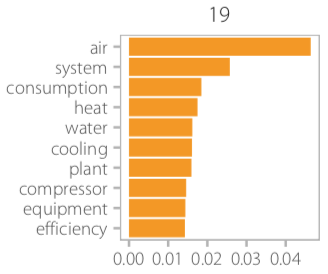 19
air
system
consumption
heat
water
cooling
plant
compressor
equipment
efficiency
0.00 0.01 0.02 0.03 0.04